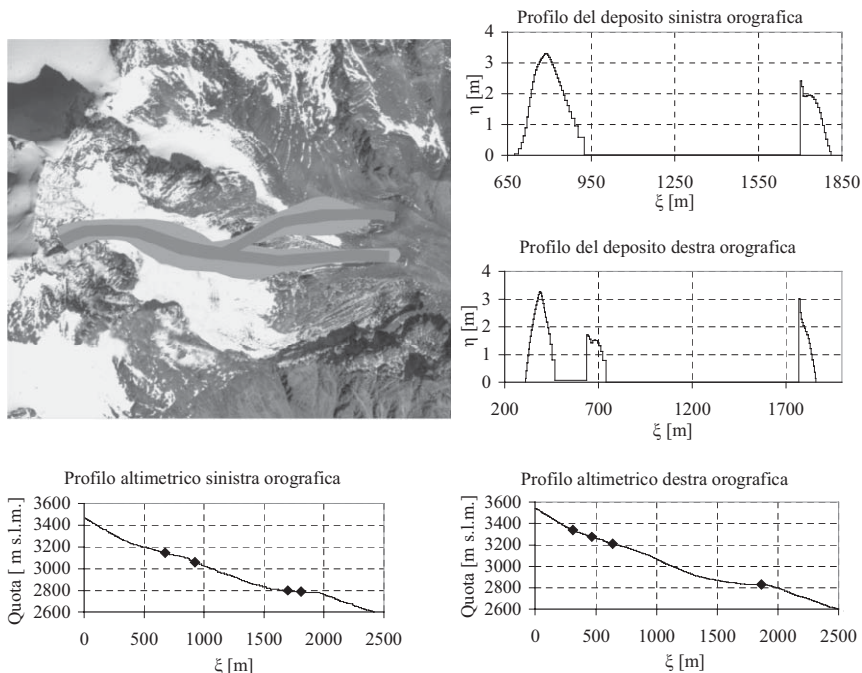 Profilo del deposito sinistra orografica
η [m]
4
3
2
1
0
650 950 1250 1550 1850
ξ [m]
Profilo del deposito destra orografica
η [m]
4
3
2
1
0
200 700 1200 1700
ξ [m]
Profilo altimetrico sinistra orografica
Quota [ m s.l.m.]
3600
3400
3200
3000
2800
2600
0 500 1000 1500 2000 2500
ξ [m]
Profilo altimetrico destra orografica
Quota [m s.l.m.]
3600
3400
3200
3000
2800
2600
0 500 1000 1500 2000 2500
ξ [m]